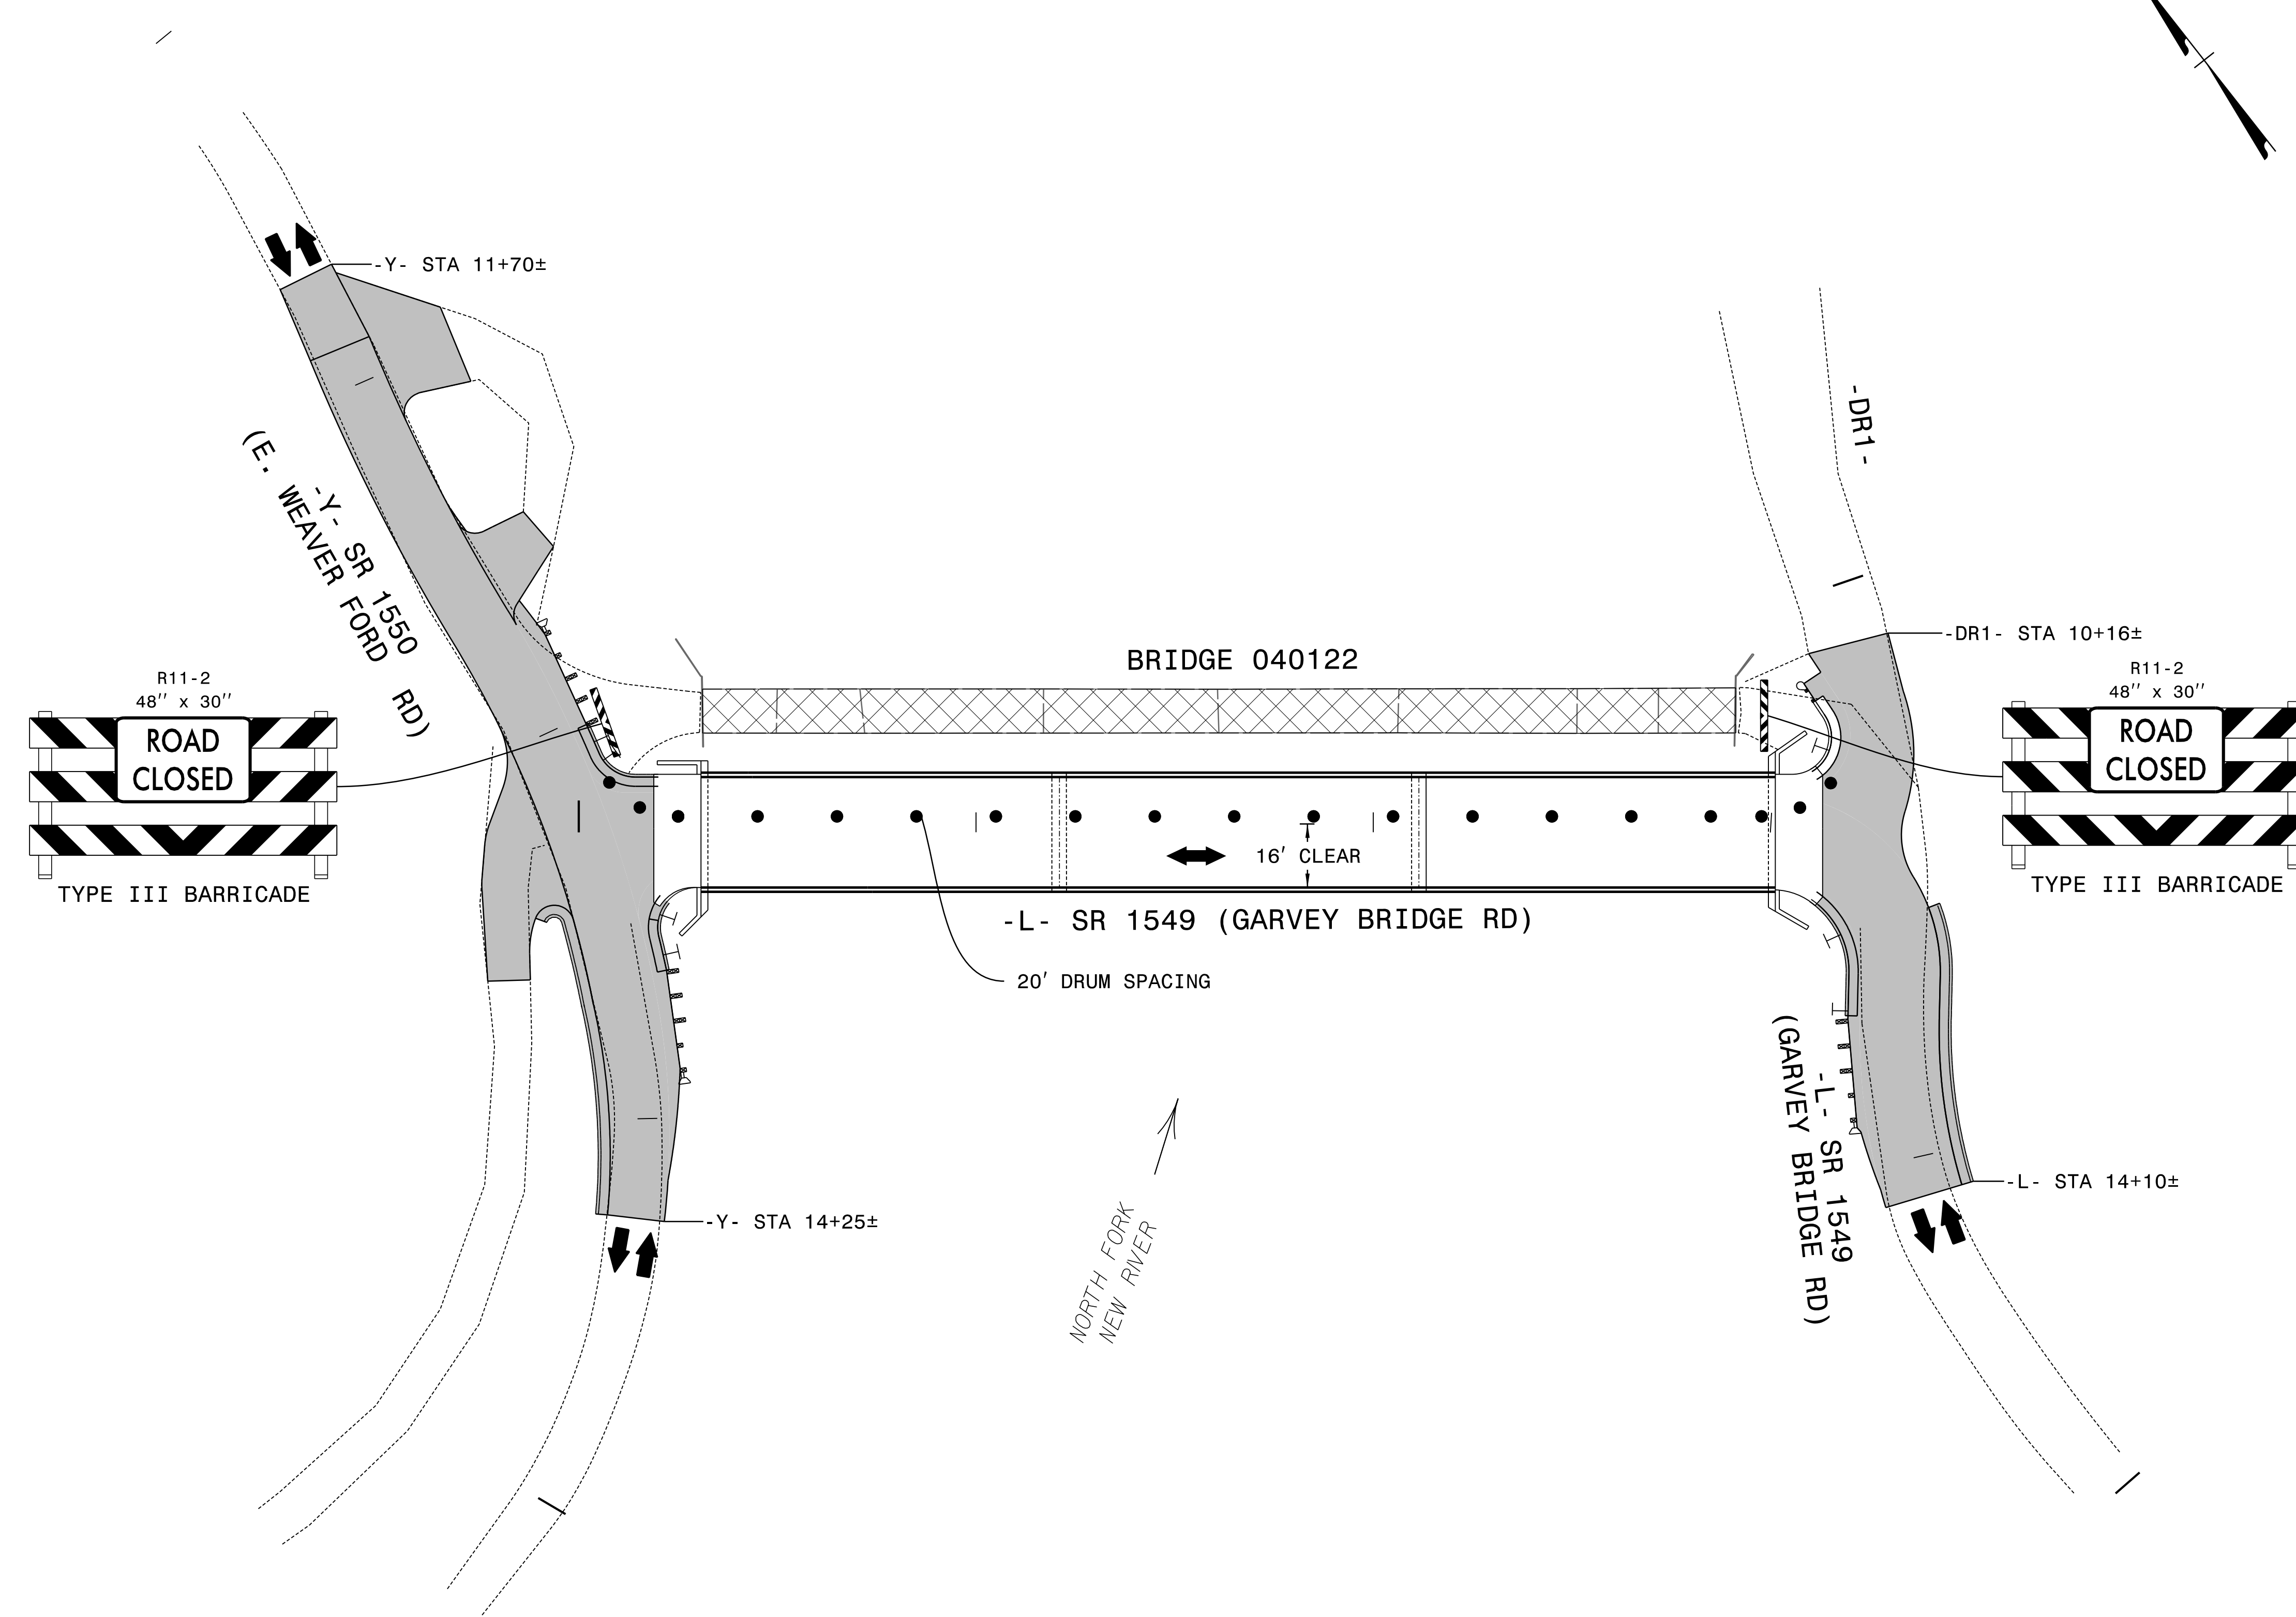 -Y- STA 11+70±
-Y- SR 1550
(E. WEAVER FORD RD)
-DR1-
-DR1- STA 10+16±
BRIDGE 040122
R11-2
48'' x 30''
ROAD
CLOSED
TYPE III BARRICADE
R11-2
48'' x 30''
ROAD
CLOSED
TYPE III BARRICADE
16' CLEAR
-L- SR 1549 (GARVEY BRIDGE RD)
20' DRUM SPACING
-L- SR 1549
(GARVEY BRIDGE RD)
-L- STA 14+10±
-Y- STA 14+25±
NORTH FORK
NEW RIVER